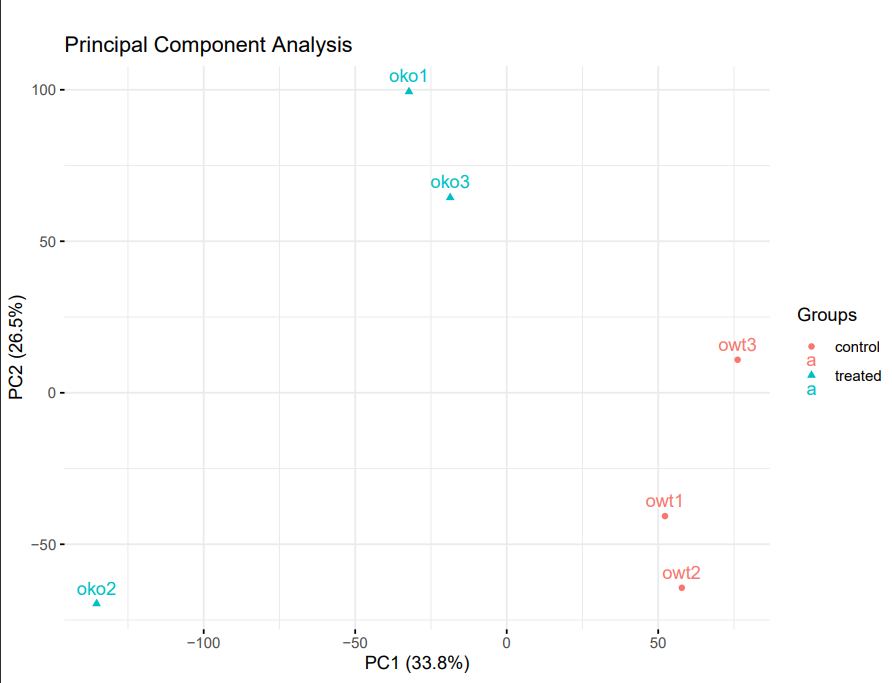 Principal Component Analysis
oko1
100
oko3
50
Groups
owt3
control
a
treated
a
PC2 (26.5%)
0
owt1
−50
owt2
oko2
−100
−50
0
50
PC1 (33.8%)